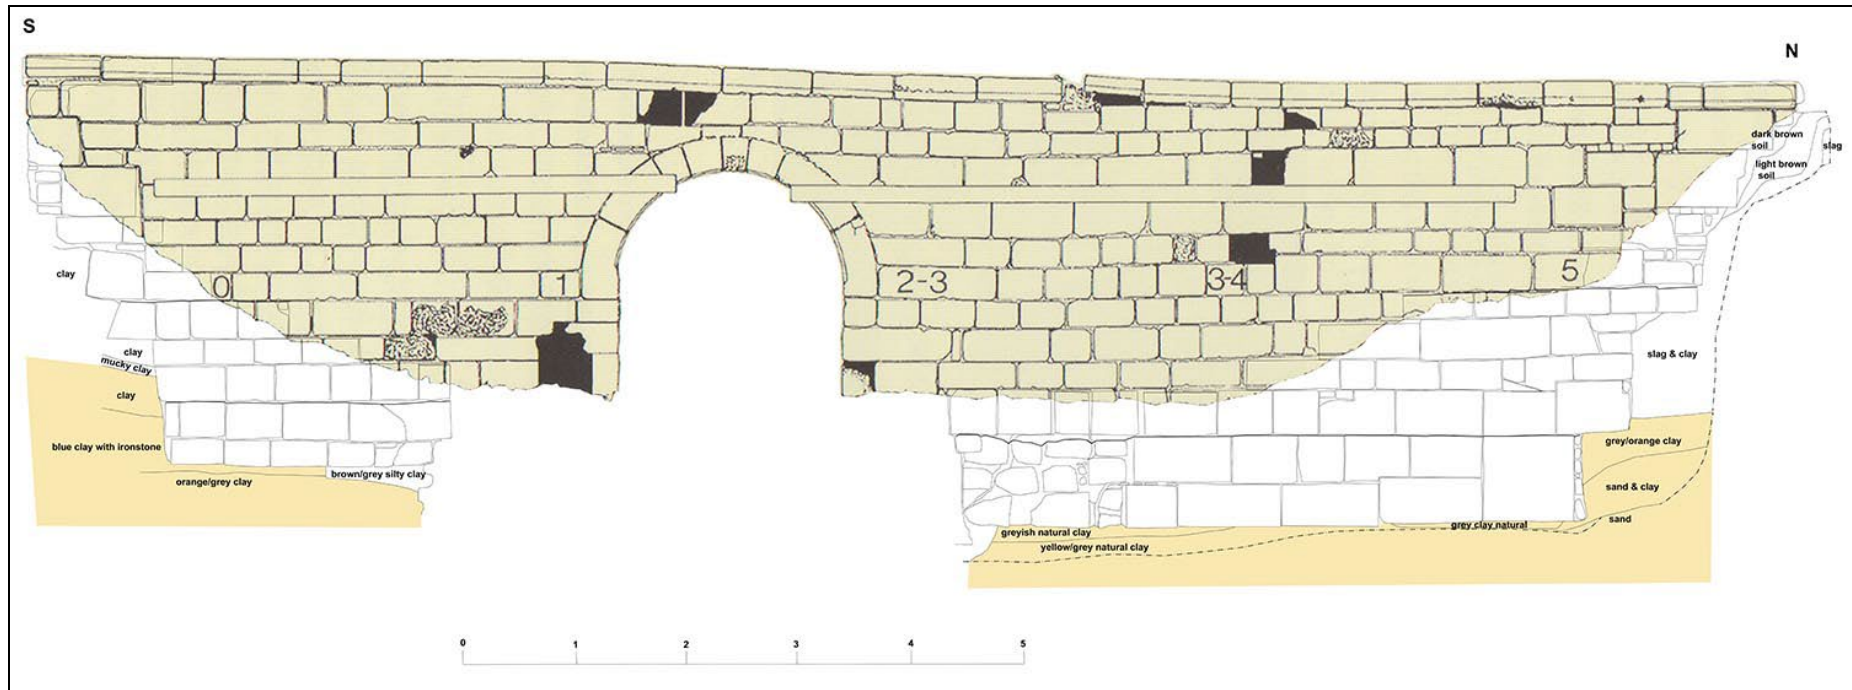 S
N
dark brown
soil
slag
light brown
soil
clay
0
1
2-3
3-4
5
clay
mucky clay
clay
slag & clay
blue clay with ironstone
grey/orange clay
brown/grey silty clay
orange/grey clay
sand & clay
sand
grey clay natural
greyish natural clay
yellow/grey natural clay
0 1 2 3 4 5